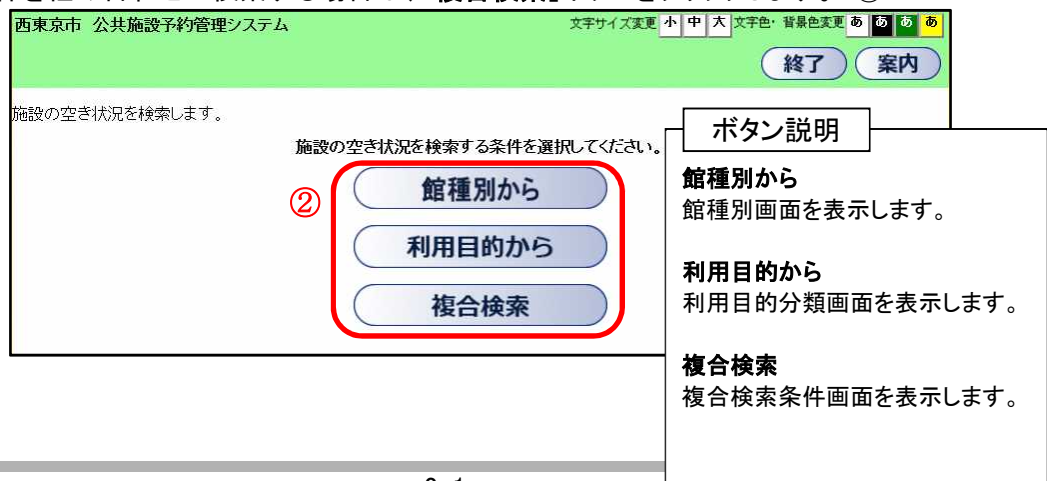 複合検索
西東京市 公共施設予約管理システム
文字サイズ変更 小 中 大 文字色・背景色変更 あ あ あ あ
終了 案内
施設の空き状況を検索します。
施設の空き状況を検索する条件を選択してください。
②
館種別から
利用目的から
複合検索
ボタン説明
館種別から
館種別画面を表示します。
利用目的から
利用目的分類画面を表示します。
複合検索
複合検索条件画面を表示します。